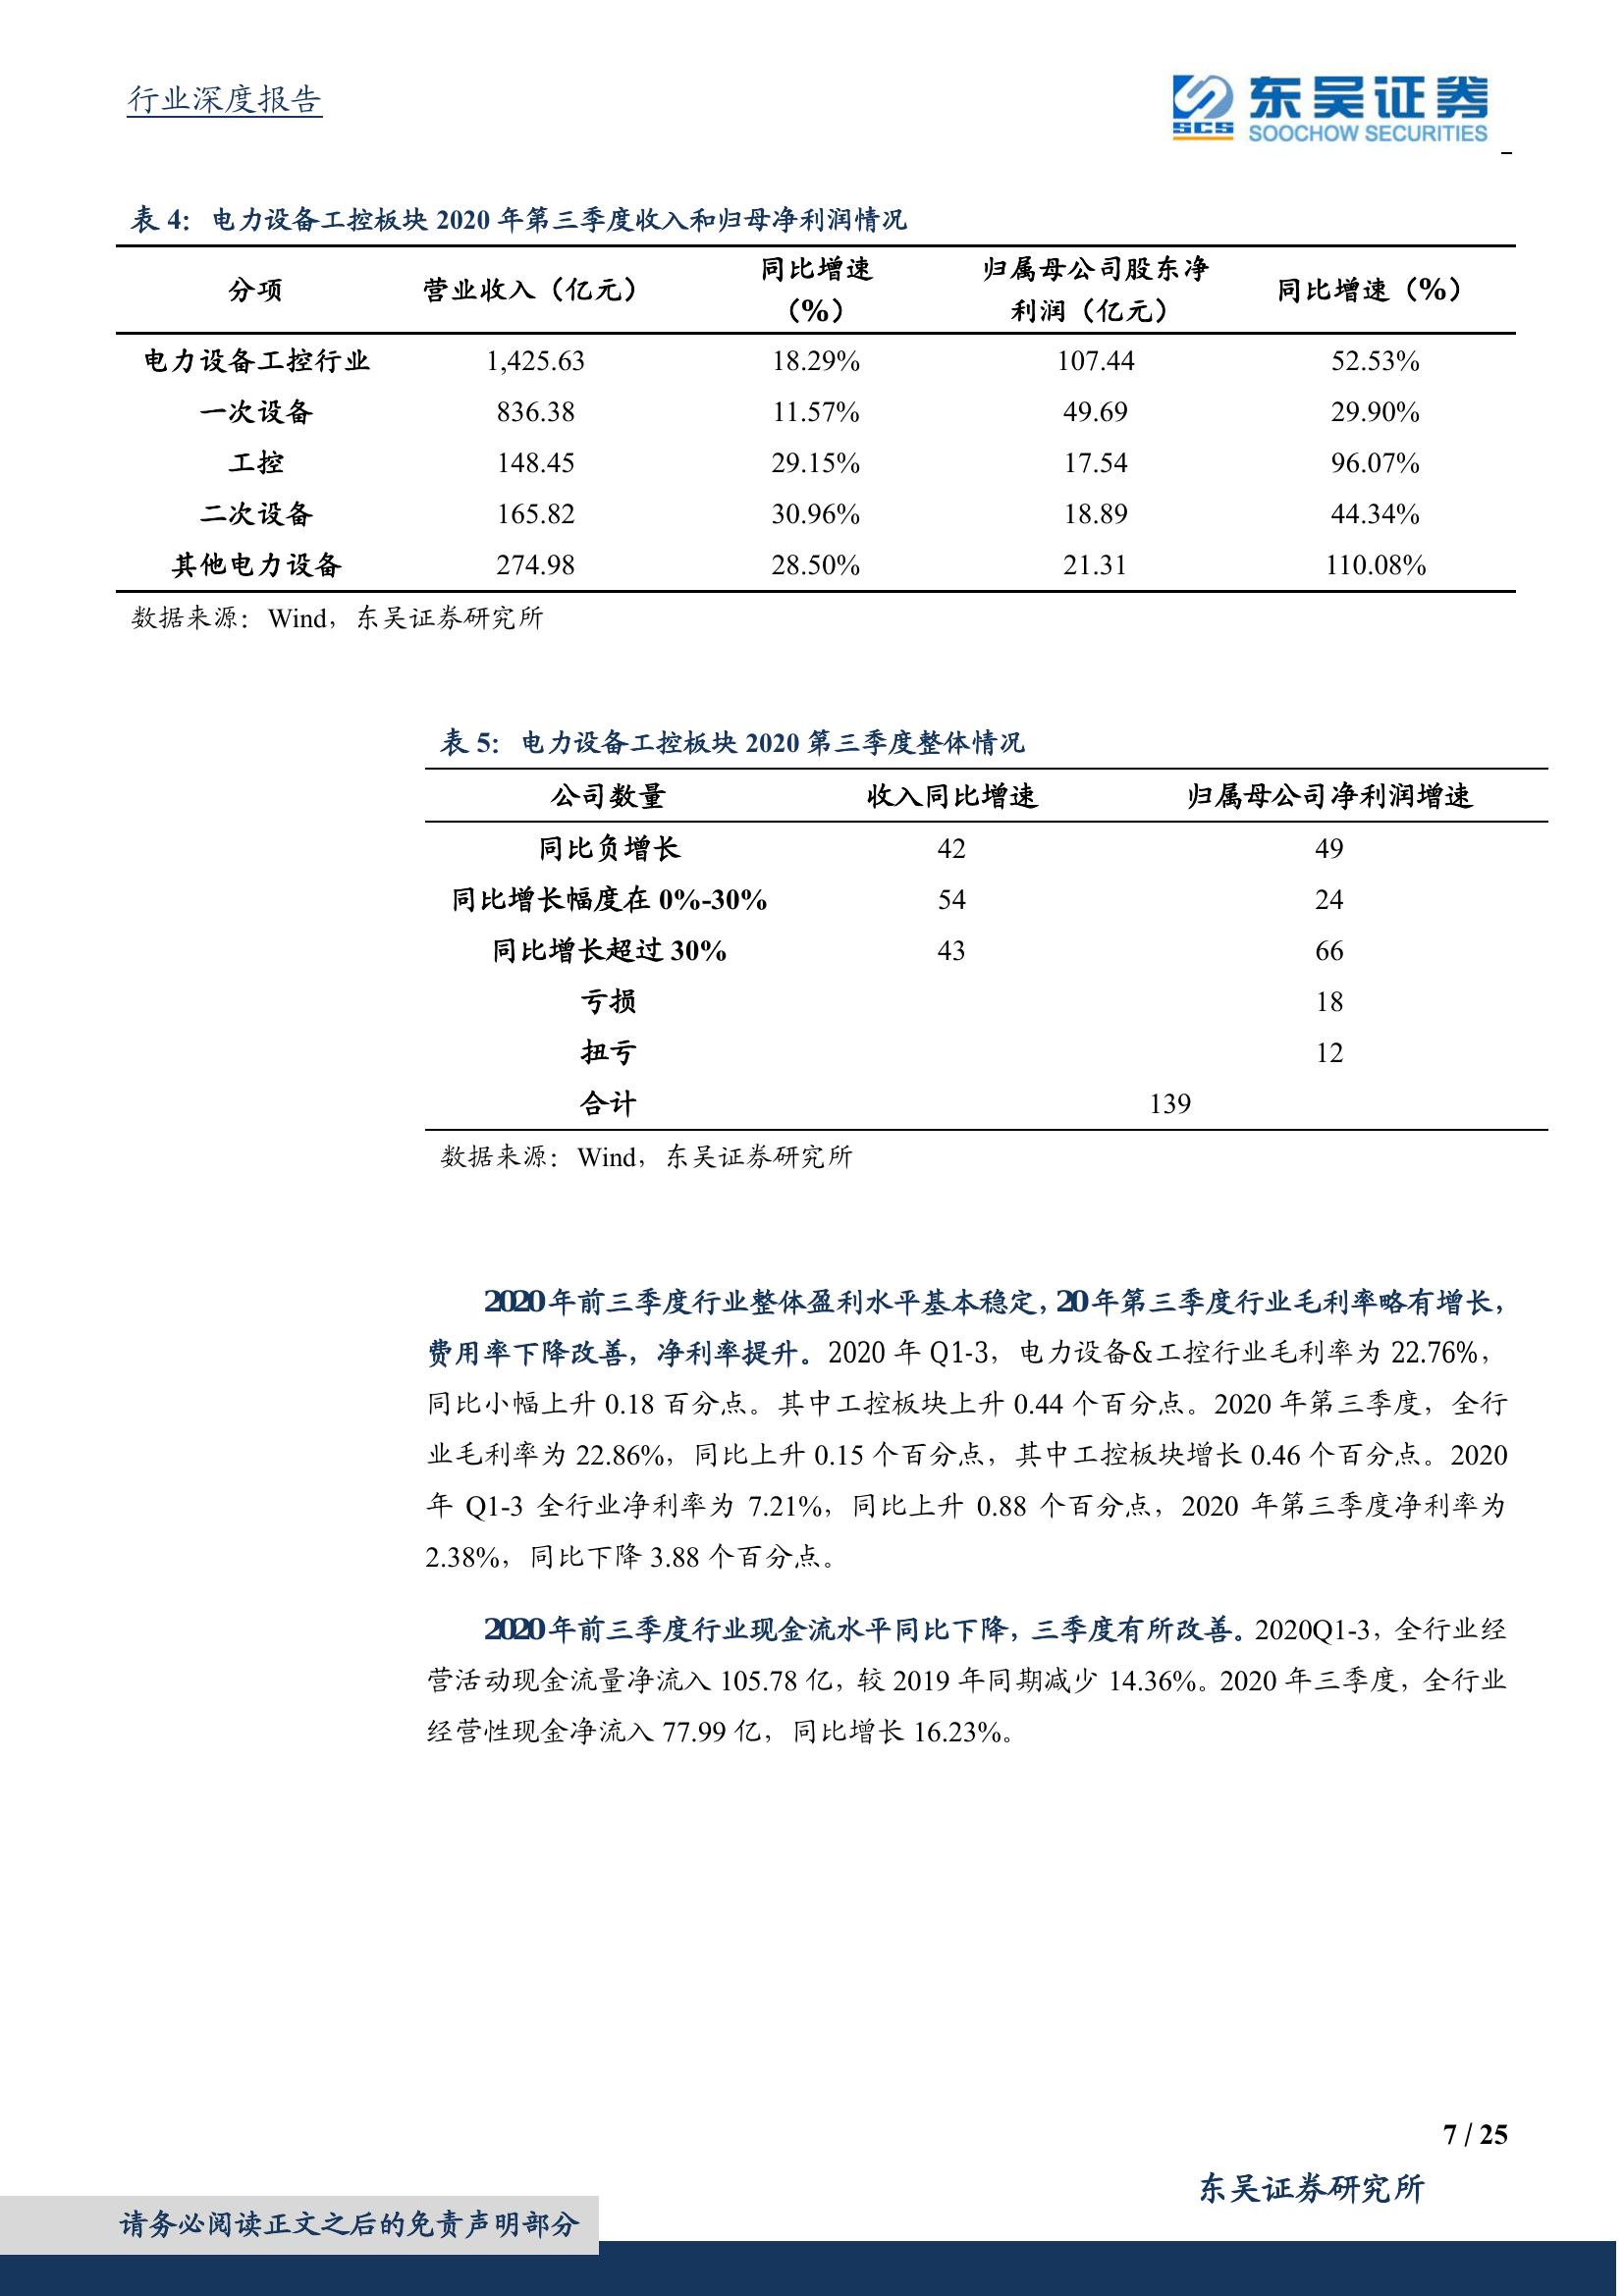 行业深度报告
东吴证券
SCS
SOOCHOW SECURITIES
表 4：电力设备工控板块 2020 年第三季度收入和归母净利润情况
分项 营业收入（亿元） 同比增速（%） 归属母公司股东净利润（亿元） 同比增速（%）
电力设备工控行业 1,425.63 18.29% 107.44 52.53%
一次设备 836.38 11.57% 49.69 29.90%
工控 148.45 29.15% 17.54 96.07%
二次设备 165.82 30.96% 18.89 44.34%
其他电力设备 274.98 28.50% 21.31 110.08%
数据来源：Wind，东吴证券研究所
表 5：电力设备工控板块 2020 第三季度整体情况
公司数量 收入同比增速 归属母公司净利润增速
同比负增长 42 49
同比增长幅度在 0%-30% 54 24
同比增长超过 30% 43 66
亏损 18
扭亏 12
合计 139
数据来源：Wind，东吴证券研究所
2020 年前三季度行业整体盈利水平基本稳定，20 年第三季度行业毛利率略有增长，
费用率下降改善，净利率提升。2020 年 Q1-3，电力设备&工控行业毛利率为 22.76%，
同比小幅上升 0.18 百分点。其中工控板块上升 0.44 个百分点。2020 年第三季度，全行
业毛利率为 22.86%，同比上升 0.15 个百分点，其中工控板块增长 0.46 个百分点。2020
年 Q1-3 全行业净利率为 7.21%，同比上升 0.88 个百分点，2020 年第三季度净利率为
2.38%，同比下降 3.88 个百分点。
2020 年前三季度行业现金流水平同比下降，三季度有所改善。2020Q1-3，全行业经
营活动现金流量净流入 105.78 亿，较 2019 年同期减少 14.36%。2020 年三季度，全行业
经营性现金净流入 77.99 亿，同比增长 16.23%。
7 / 25
东吴证券研究所
请务必阅读正文之后的免责声明部分